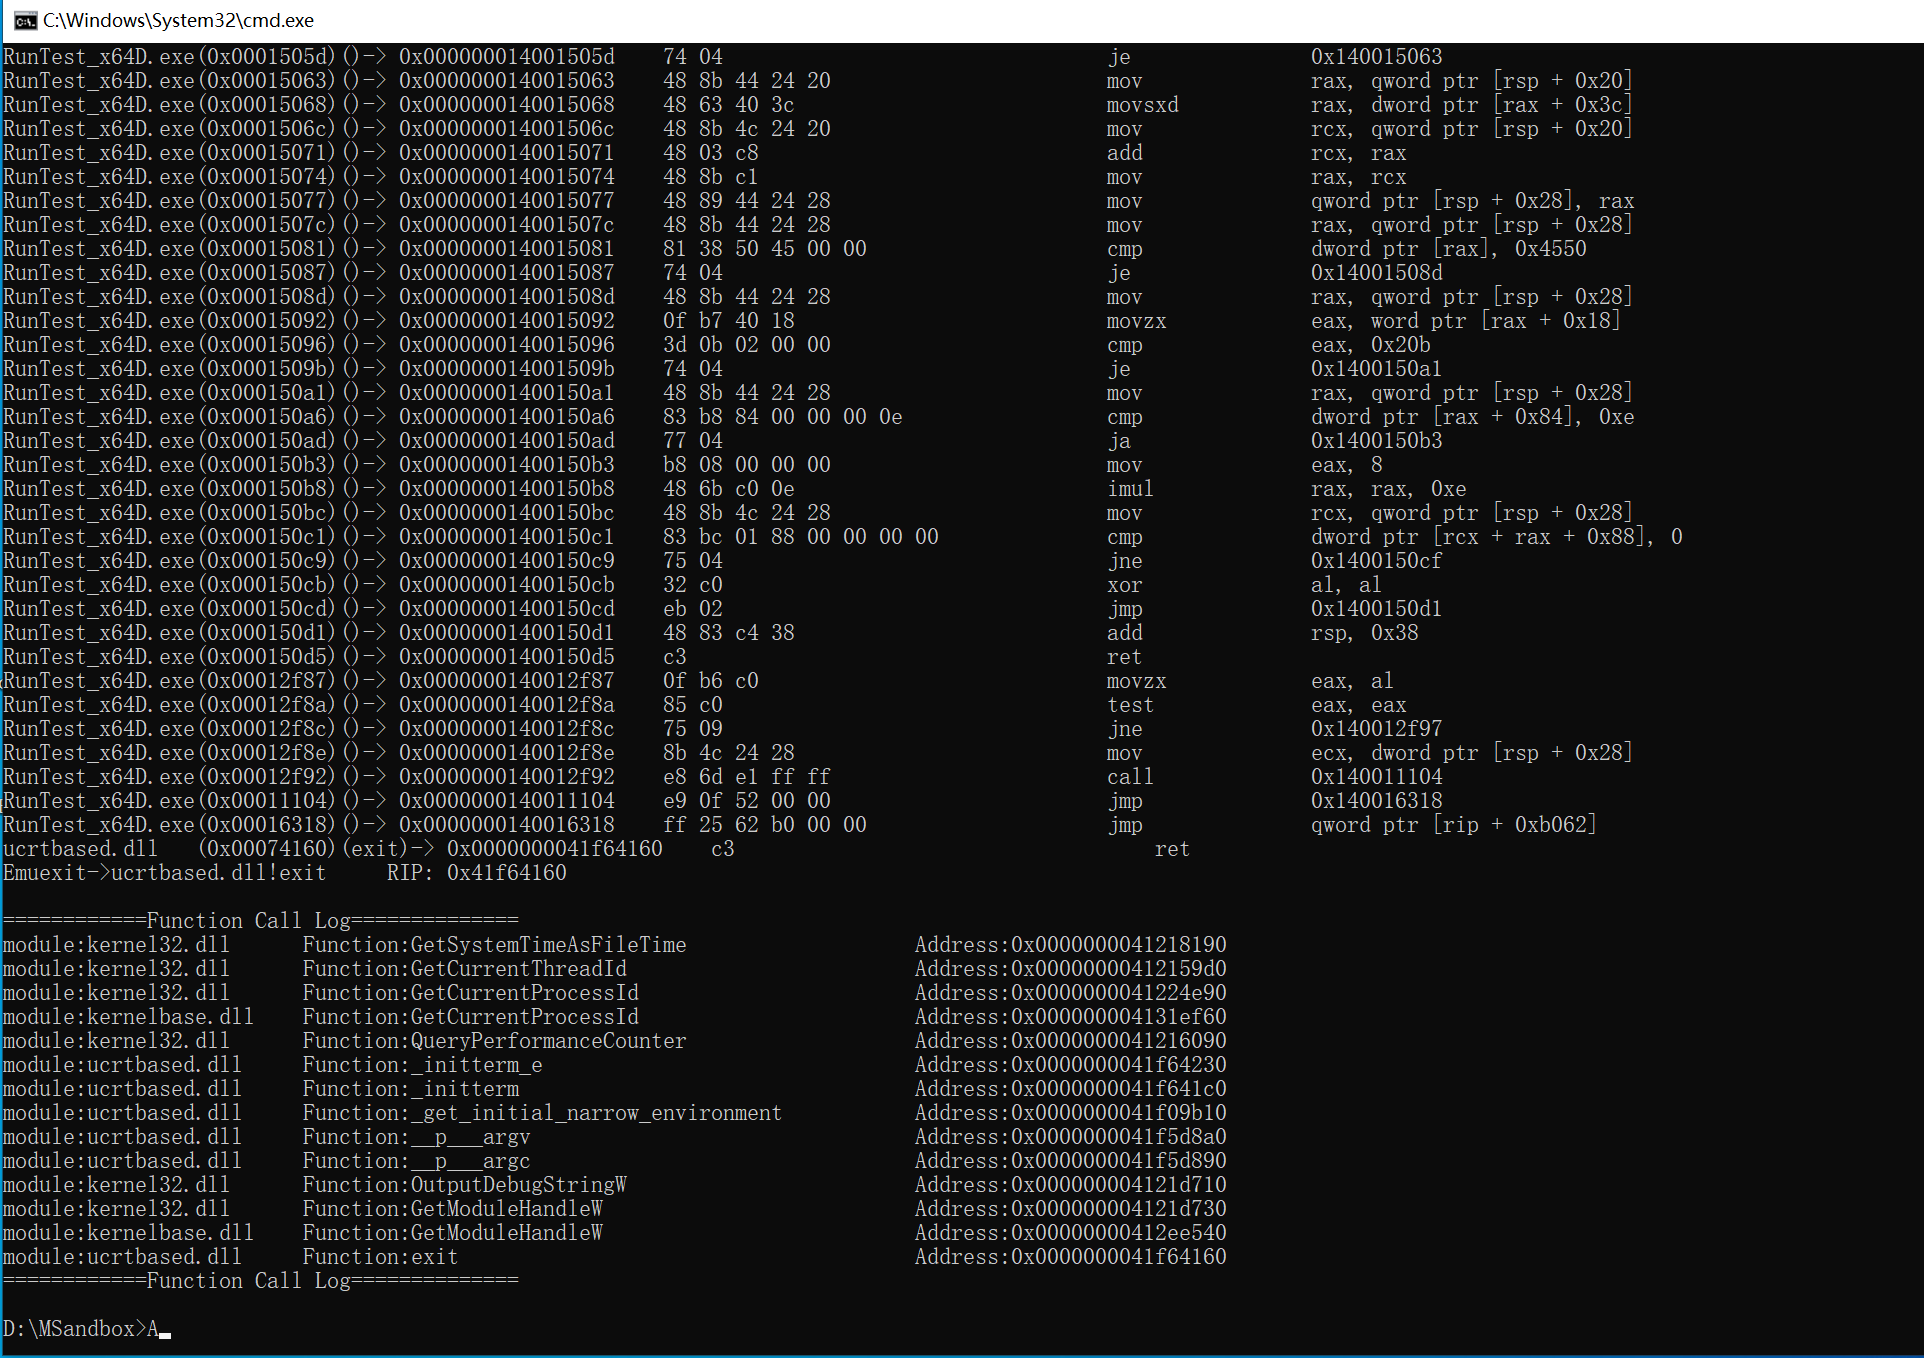 C:\Windows\System32\cmd.exe
RunTest_x64D.exe(0x0001505d)()-> 0x000000014001505d    74 04    je    0x140015063
RunTest_x64D.exe(0x00015063)()-> 0x0000000140015063    48 8b 44 24 20    mov    rax, qword ptr [rsp + 0x20]
RunTest_x64D.exe(0x00015068)()-> 0x0000000140015068    48 63 40 3c    movsxd    rax, dword ptr [rax + 0x3c]
RunTest_x64D.exe(0x0001506c)()-> 0x000000014001506c    48 8b 4c 24 20    mov    rcx, qword ptr [rsp + 0x20]
RunTest_x64D.exe(0x00015071)()-> 0x0000000140015071    48 03 c8    add    rcx, rax
RunTest_x64D.exe(0x00015074)()-> 0x0000000140015074    48 8b c1    mov    rax, rcx
RunTest_x64D.exe(0x00015077)()-> 0x0000000140015077    48 89 44 24 28    mov    qword ptr [rsp + 0x28], rax
RunTest_x64D.exe(0x0001507c)()-> 0x000000014001507c    48 8b 44 24 28    mov    rax, qword ptr [rsp + 0x28]
RunTest_x64D.exe(0x00015081)()-> 0x0000000140015081    81 38 50 45 00 00    cmp    dword ptr [rax], 0x4550
RunTest_x64D.exe(0x00015087)()-> 0x0000000140015087    74 04    je    0x14001508d
RunTest_x64D.exe(0x0001508d)()-> 0x000000014001508d    48 8b 44 24 28    mov    rax, qword ptr [rsp + 0x28]
RunTest_x64D.exe(0x00015092)()-> 0x0000000140015092    0f b7 40 18    movzx    eax, word ptr [rax + 0x18]
RunTest_x64D.exe(0x00015096)()-> 0x0000000140015096    3d 0b 02 00 00    cmp    eax, 0x20b
RunTest_x64D.exe(0x0001509b)()-> 0x000000014001509b    74 04    je    0x1400150a1
RunTest_x64D.exe(0x000150a1)()-> 0x00000001400150a1    48 8b 44 24 28    mov    rax, qword ptr [rsp + 0x28]
RunTest_x64D.exe(0x000150a6)()-> 0x00000001400150a6    83 b8 84 00 00 00 0e    cmp    dword ptr [rax + 0x84], 0xe
RunTest_x64D.exe(0x000150ad)()-> 0x00000001400150ad    77 04    ja    0x1400150b3
RunTest_x64D.exe(0x000150b3)()-> 0x00000001400150b3    b8 08 00 00 00    mov    eax, 8
RunTest_x64D.exe(0x000150b8)()-> 0x00000001400150b8    48 6b c0 0e    imul    rax, rax, 0xe
RunTest_x64D.exe(0x000150bc)()-> 0x00000001400150bc    48 8b 4c 24 28    mov    rcx, qword ptr [rsp + 0x28]
RunTest_x64D.exe(0x000150c1)()-> 0x00000001400150c1    83 bc 01 88 00 00 00 00    cmp    dword ptr [rcx + rax + 0x88], 0
RunTest_x64D.exe(0x000150c9)()-> 0x00000001400150c9    75 04    jne    0x1400150cf
RunTest_x64D.exe(0x000150cb)()-> 0x00000001400150cb    32 c0    xor    al, al
RunTest_x64D.exe(0x000150cd)()-> 0x00000001400150cd    eb 02    jmp    0x1400150d1
RunTest_x64D.exe(0x000150d1)()-> 0x00000001400150d1    48 83 c4 38    add    rsp, 0x38
RunTest_x64D.exe(0x000150d5)()-> 0x00000001400150d5    c3    ret
RunTest_x64D.exe(0x00012f87)()-> 0x0000000140012f87    0f b6 c0    movzx    eax, al
RunTest_x64D.exe(0x00012f8a)()-> 0x0000000140012f8a    85 c0    test    eax, eax
RunTest_x64D.exe(0x00012f8c)()-> 0x0000000140012f8c    75 09    jne    0x140012f97
RunTest_x64D.exe(0x00012f8e)()-> 0x0000000140012f8e    8b 4c 24 28    mov    ecx, dword ptr [rsp + 0x28]
RunTest_x64D.exe(0x00012f92)()-> 0x0000000140012f92    e8 6d e1 ff ff    call    0x140011104
RunTest_x64D.exe(0x00011104)()-> 0x0000000140011104    e9 0f 52 00 00    jmp    0x140016318
RunTest_x64D.exe(0x00016318)()-> 0x0000000140016318    ff 25 62 b0 00 00    jmp    qword ptr [rip + 0xb062]
ucrtbased.dll    (0x00074160)(exit)-> 0x0000000041f64160    c3    ret
Emuexit->ucrtbased.dll!exit    RIP: 0x41f64160
============Function Call Log==============
module:kernel32.dll    Function:GetSystemTimeAsFileTime    Address:0x0000000041218190
module:kernel32.dll    Function:GetCurrentThreadId    Address:0x00000000412159d0
module:kernel32.dll    Function:GetCurrentProcessId    Address:0x0000000041224e90
module:kernelbase.dll    Function:GetCurrentProcessId    Address:0x000000004131ef60
module:kernel32.dll    Function:QueryPerformanceCounter    Address:0x0000000041216090
module:ucrtbased.dll    Function:_initterm_e    Address:0x0000000041f64230
module:ucrtbased.dll    Function:_initterm    Address:0x0000000041f641c0
module:ucrtbased.dll    Function:_get_initial_narrow_environment    Address:0x0000000041f09b10
module:ucrtbased.dll    Function:__p___argv    Address:0x0000000041f5d8a0
module:ucrtbased.dll    Function:__p___argc    Address:0x0000000041f5d890
module:kernel32.dll    Function:OutputDebugStringW    Address:0x000000004121d710
module:kernel32.dll    Function:GetModuleHandleW    Address:0x000000004121d730
module:kernelbase.dll    Function:GetModuleHandleW    Address:0x00000000412ee540
module:ucrtbased.dll    Function:exit    Address:0x0000000041f64160
============Function Call Log==============
D:\MSandbox>A